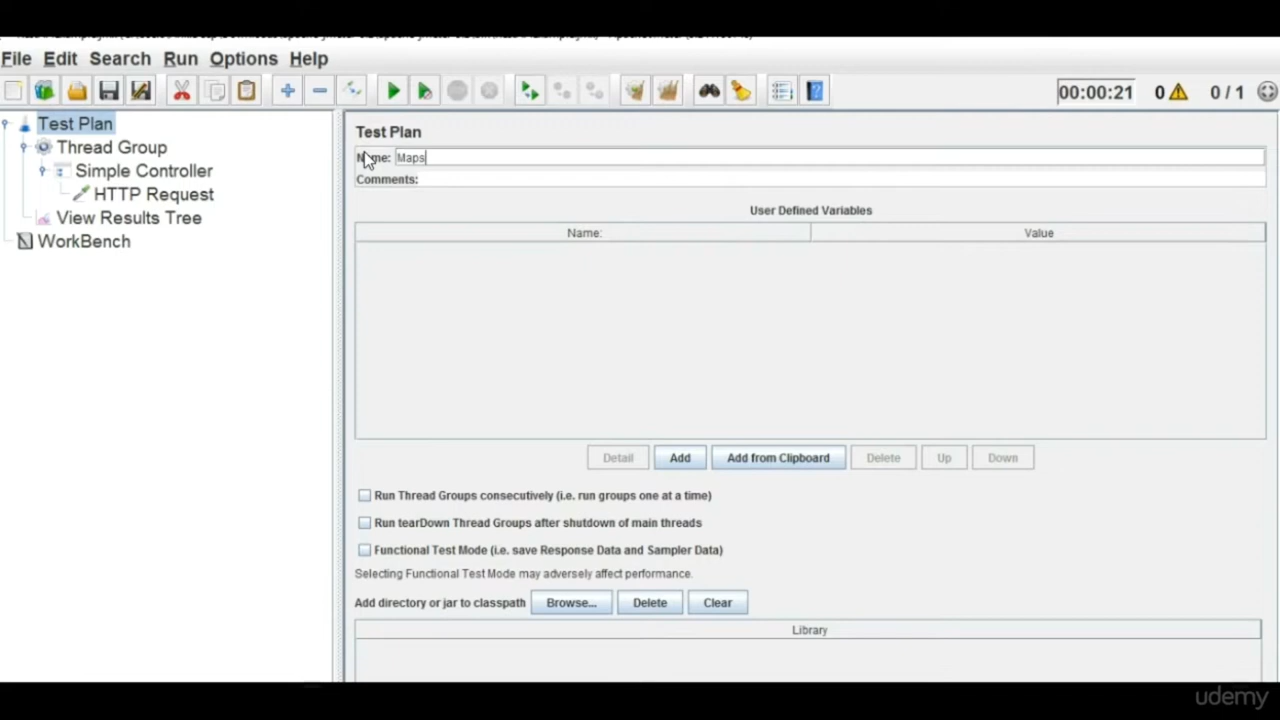 File Edit Search Run Options Help
00:00:21 0 0 / 1
Test Plan
Thread Group
Simple Controller
HTTP Request
View Results Tree
WorkBench
Test Plan
Name: Maps
Comments:
User Defined Variables
Name: Value
Detail Add Add from Clipboard Delete Up Down
Run Thread Groups consecutively (i.e. run groups one at a time)
Run tearDown Thread Groups after shutdown of main threads
Functional Test Mode (i.e. save Response Data and Sampler Data)
Selecting Functional Test Mode may adversely affect performance.
Add directory or jar to classpath Browse... Delete Clear
Library
udemy